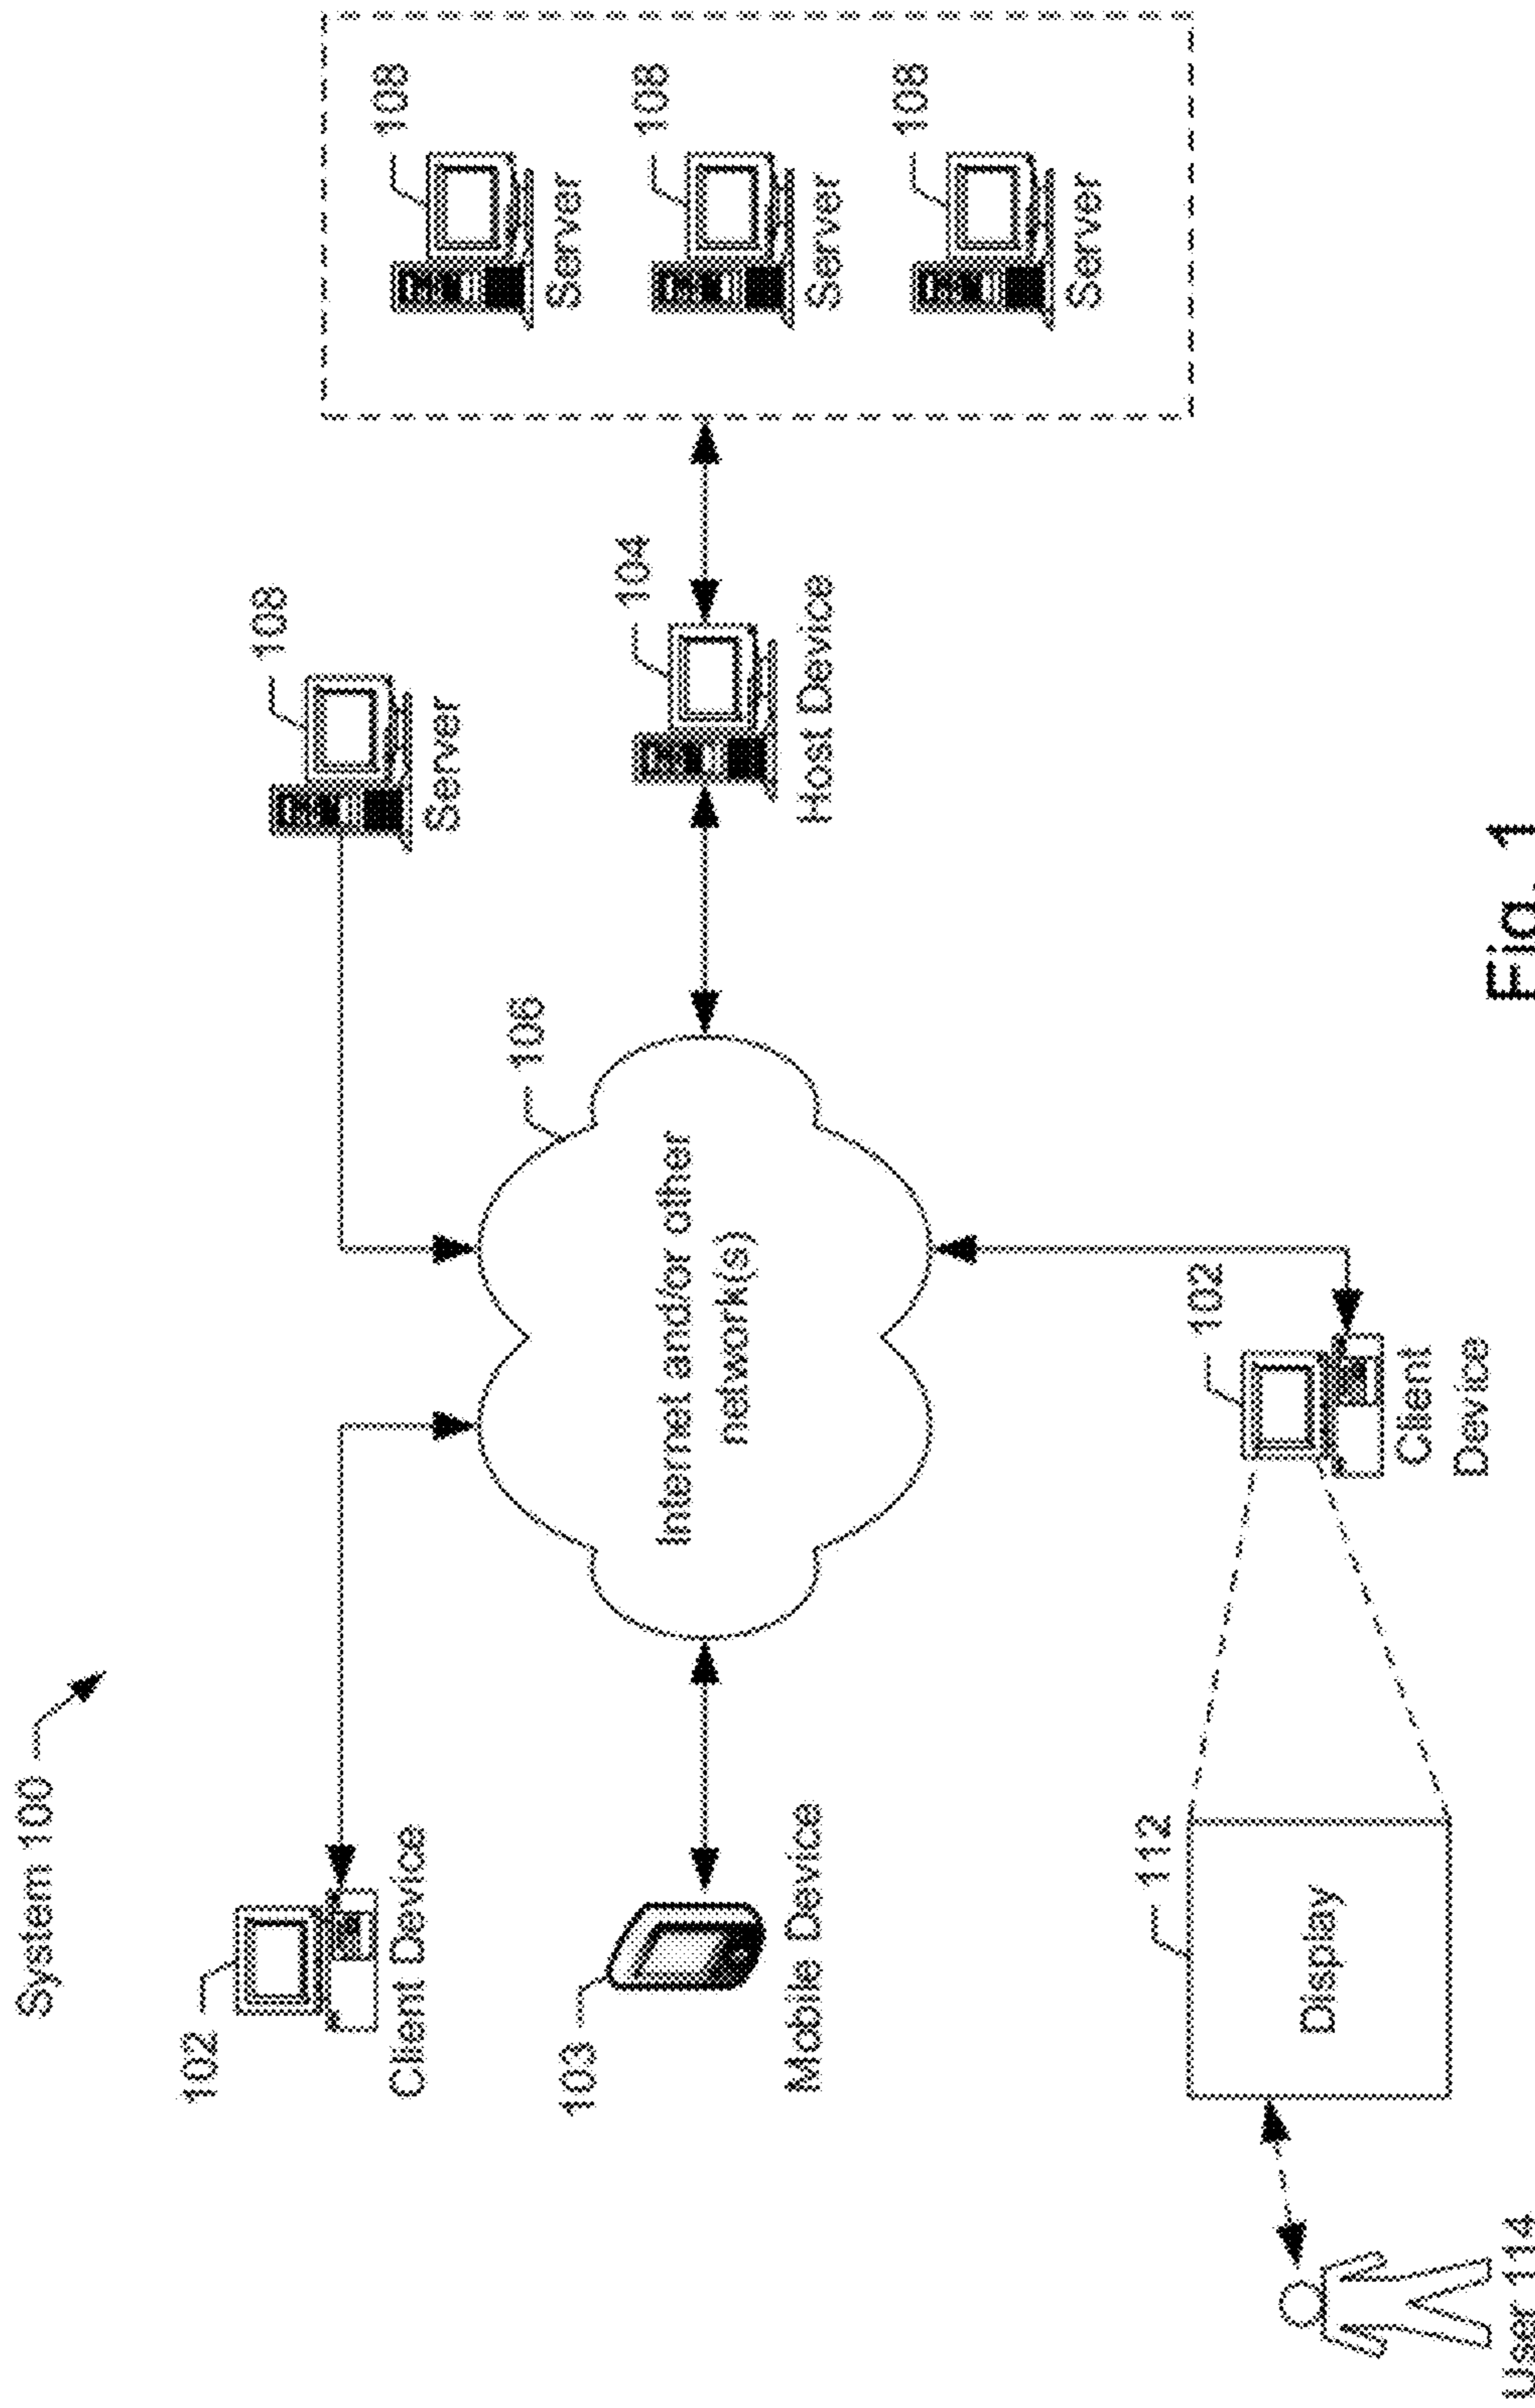 System 100
102
Client Device
108
Server
106
Internet and/or other
network(s)
103
Mobile Device
104
Host Device
108
Server
108
Server
108
Server
102
Client
Device
112
Display
User 114
Fig. 1